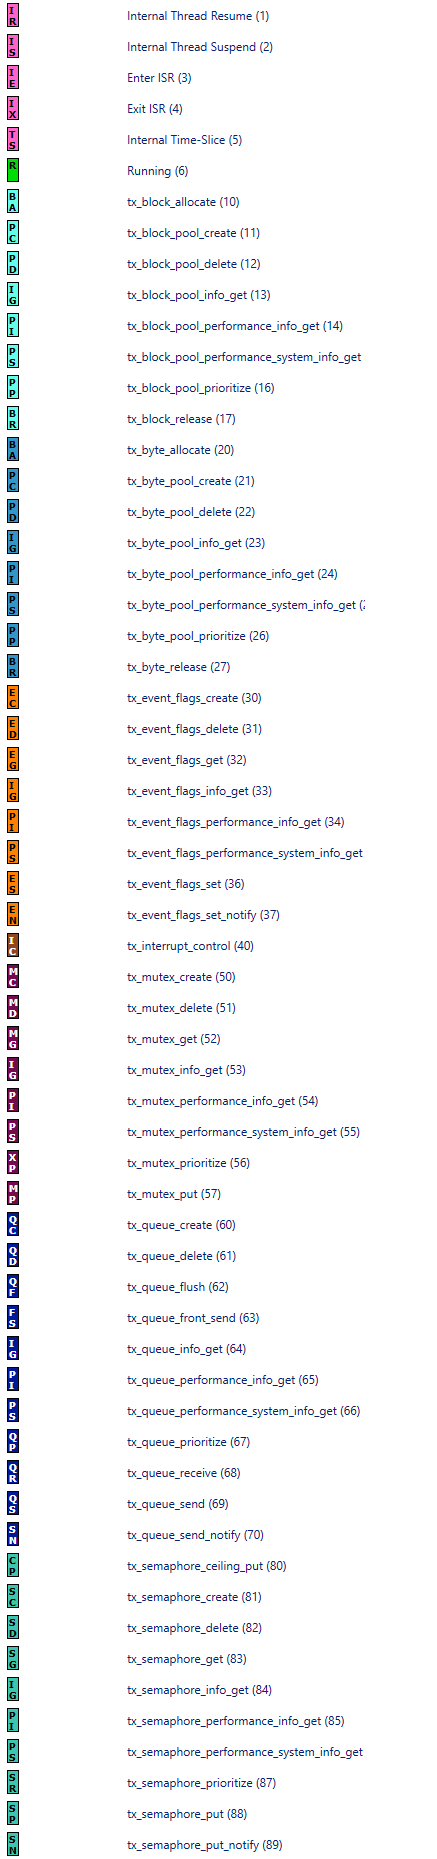 IR Internal Thread Resume (1)
IS Internal Thread Suspend (2)
IE Enter ISR (3)
IX Exit ISR (4)
TS Internal Time-Slice (5)
R Running (6)
BA tx_block_allocate (10)
PC tx_block_pool_create (11)
PD tx_block_pool_delete (12)
IG tx_block_pool_info_get (13)
PI tx_block_pool_performance_info_get (14)
PS tx_block_pool_performance_system_info_get
PP tx_block_pool_prioritize (16)
BR tx_block_release (17)
BA tx_byte_allocate (20)
PC tx_byte_pool_create (21)
PD tx_byte_pool_delete (22)
IG tx_byte_pool_info_get (23)
PI tx_byte_pool_performance_info_get (24)
PS tx_byte_pool_performance_system_info_get (2
PP tx_byte_pool_prioritize (26)
BR tx_byte_release (27)
EC tx_event_flags_create (30)
ED tx_event_flags_delete (31)
EG tx_event_flags_get (32)
IG tx_event_flags_info_get (33)
PI tx_event_flags_performance_info_get (34)
PS tx_event_flags_performance_system_info_get
ES tx_event_flags_set (36)
EN tx_event_flags_set_notify (37)
IC tx_interrupt_control (40)
MC tx_mutex_create (50)
MD tx_mutex_delete (51)
MG tx_mutex_get (52)
IG tx_mutex_info_get (53)
PI tx_mutex_performance_info_get (54)
PS tx_mutex_performance_system_info_get (55)
XP tx_mutex_prioritize (56)
MP tx_mutex_put (57)
QC tx_queue_create (60)
QD tx_queue_delete (61)
QF tx_queue_flush (62)
FS tx_queue_front_send (63)
IG tx_queue_info_get (64)
PI tx_queue_performance_info_get (65)
PS tx_queue_performance_system_info_get (66)
QP tx_queue_prioritize (67)
QR tx_queue_receive (68)
QS tx_queue_send (69)
SN tx_queue_send_notify (70)
CP tx_semaphore_ceiling_put (80)
SC tx_semaphore_create (81)
SD tx_semaphore_delete (82)
SG tx_semaphore_get (83)
IG tx_semaphore_info_get (84)
PI tx_semaphore_performance_info_get (85)
PS tx_semaphore_performance_system_info_get
SR tx_semaphore_prioritize (87)
SP tx_semaphore_put (88)
SN tx_semaphore_put_notify (89)